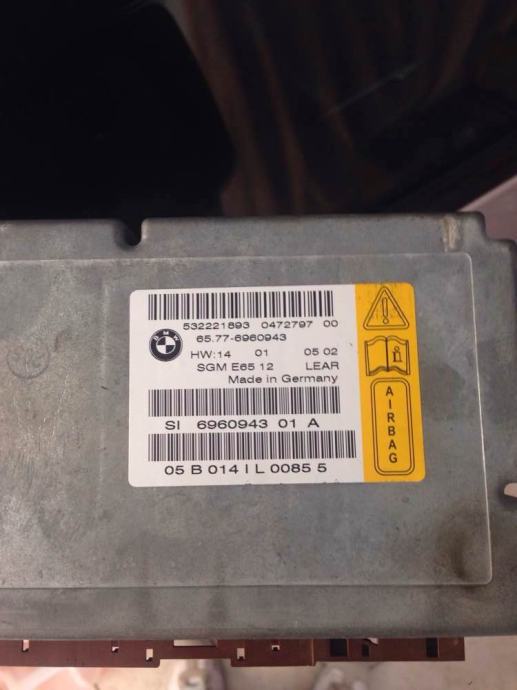 532221893 0472797 00
BMW
65.77-6960943
HW:14 01 05 02
SGM E65 12 LEAR
Made in Germany
SI 6960943 01 A
05 B 014 I L 0085 5
AIRBAG